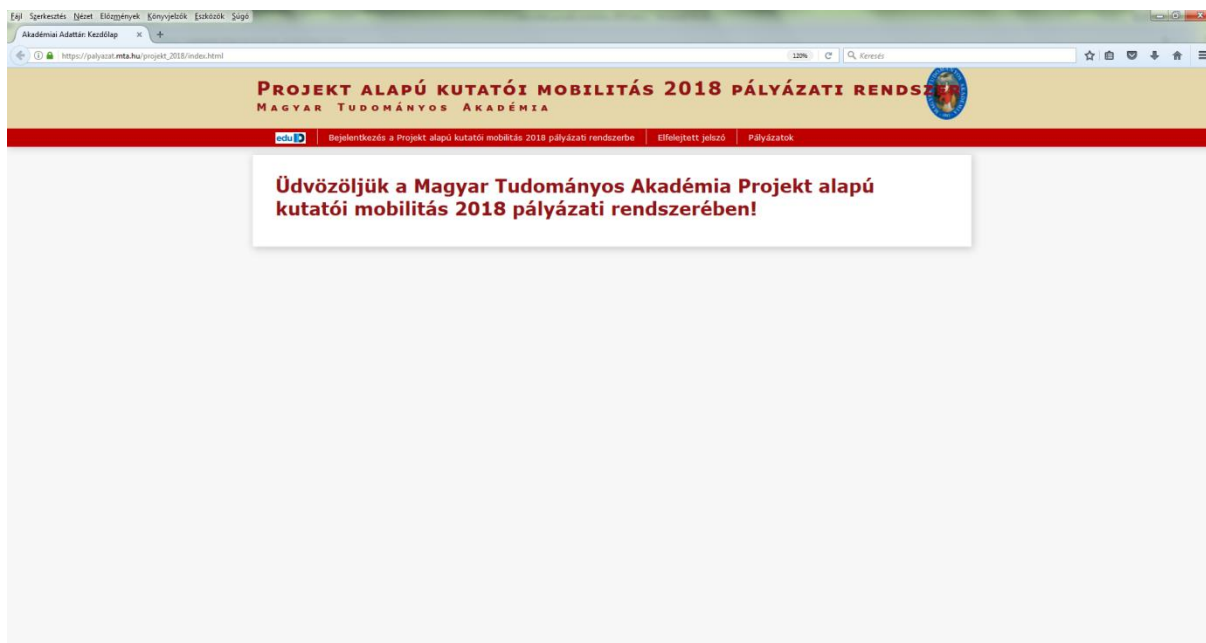 Fájl Szerkesztés Nézet Előzmények Könyvjelzők Eszközök Súgó
Akadémiai Adattár: Kezdőlap × +
https://palyazat.mta.hu/projekt_2018/index.html 120% Keresés
PROJEKT ALAPÚ KUTATÓI MOBILITÁS 2018 PÁLYÁZATI RENDSZER
MAGYAR TUDOMÁNYOS AKADÉMIA
eduID Bejelentkezés a Projekt alapú kutatói mobilitás 2018 pályázati rendszerbe Elfelejtett jelszó Pályázatok
Üdvözöljük a Magyar Tudományos Akadémia Projekt alapú
kutatói mobilitás 2018 pályázati rendszerében!